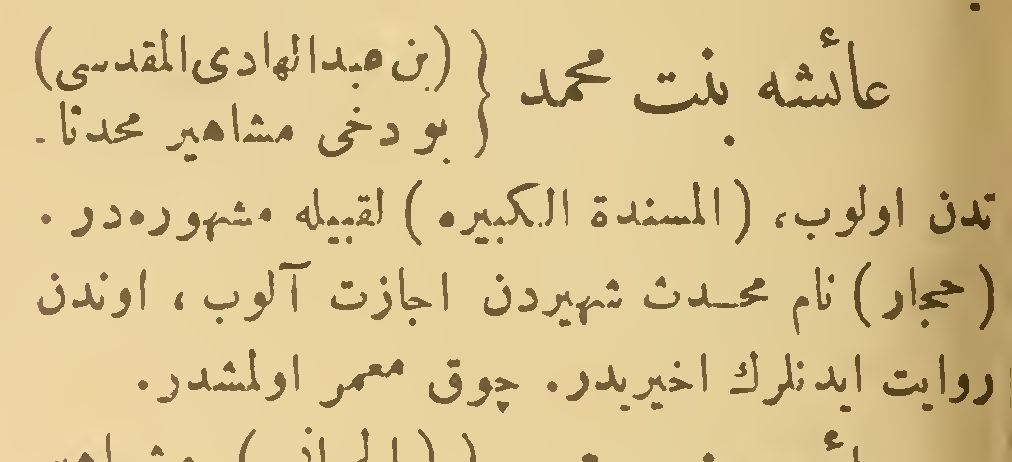 عائشه بنت محمد { (بن عبدالهادی المقدسی)
بو دخی مشاهیر محدثا-
تدن اولوب، (المسندة الکبیره) لقبیله مشهوره‌در.
(حجار) نام محدث شهیردن اجازت آلوب، اوندن
روایت ایدنلرك اخیریدر. چوق معمر اولمشدر.